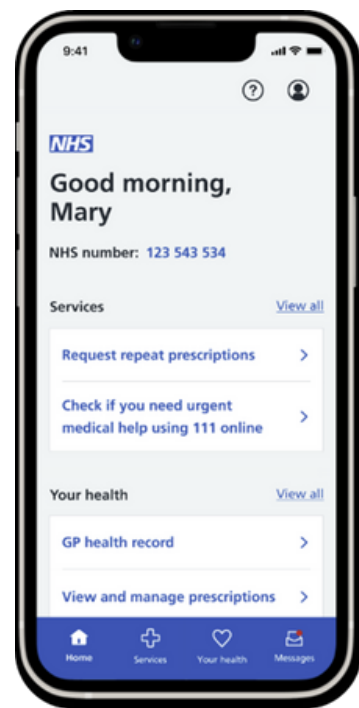 9:41
NHS
Good morning,
Mary
NHS number: 123 543 534
Services View all
Request repeat prescriptions
Check if you need urgent
medical help using 111 online
Your health View all
GP health record
View and manage prescriptions
Home Services Your health Messages